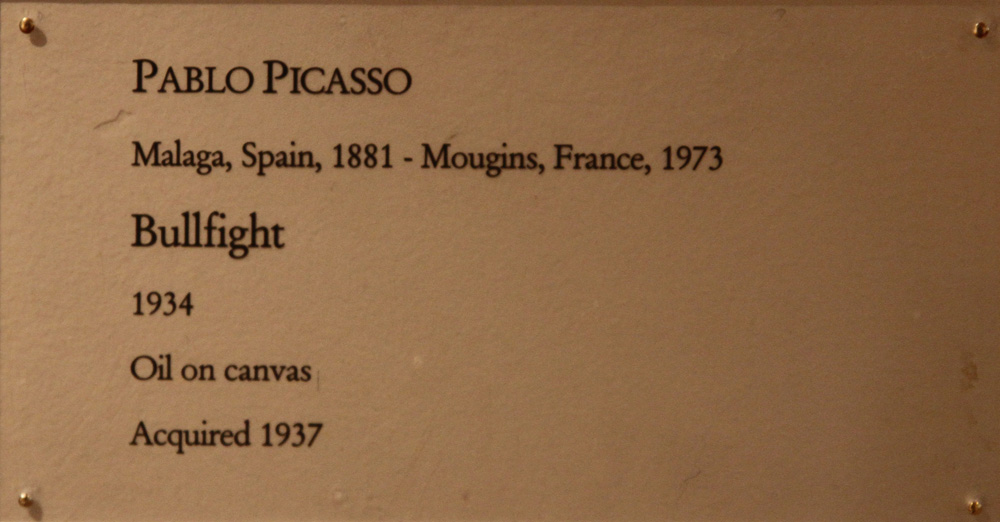 PABLO PICASSO
Malaga, Spain, 1881 - Mougins, France, 1973
Bullfight
1934
Oil on canvas
Acquired 1937